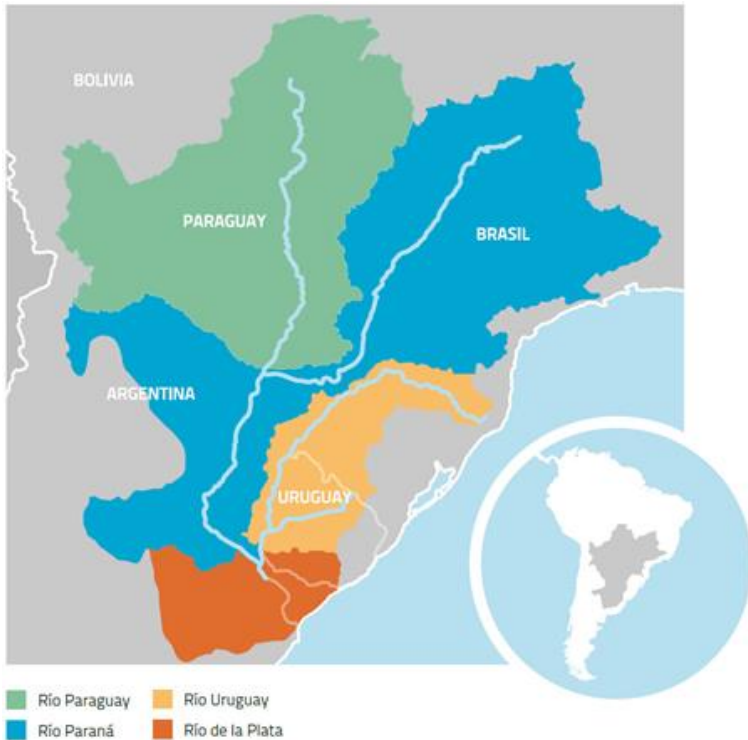 BOLIVIA
PARAGUAY
BRASIL
ARGENTINA
URUGUAY
Río Paraguay
Río Uruguay
Río Paraná
Río de la Plata